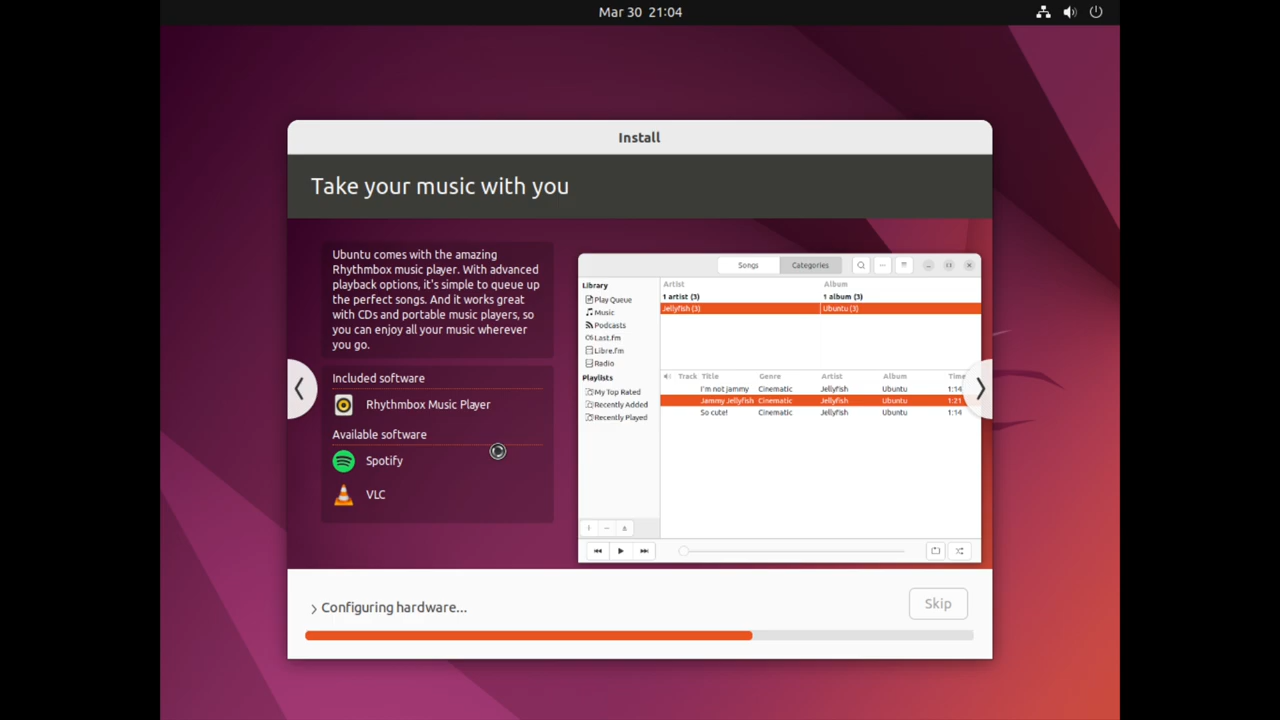 Mar 30 21:04
Install
Take your music with you
Ubuntu comes with the amazing
Rhythmbox music player. With advanced
playback options, it's simple to queue up
the perfect songs. And it works great
with CDs and portable music players, so
you can enjoy all your music wherever
you go.
Included software
Rhythmbox Music Player
Available software
Spotify
VLC
Songs Categories
Library
Play Queue
Music
Podcasts
Last.fm
Libre.fm
Radio
Playlists
My Top Rated
Recently Added
Recently Played
Artist Album
1 artist (3) 1 album (3)
Jellyfish (3) Ubuntu (3)
Track Title Genre Artist Album Time
I'm not jammy Cinematic Jellyfish Ubuntu 1:14
Jammy Jellyfish Cinematic Jellyfish Ubuntu 1:21
So cute! Cinematic Jellyfish Ubuntu 1:14
Configuring hardware...
Skip